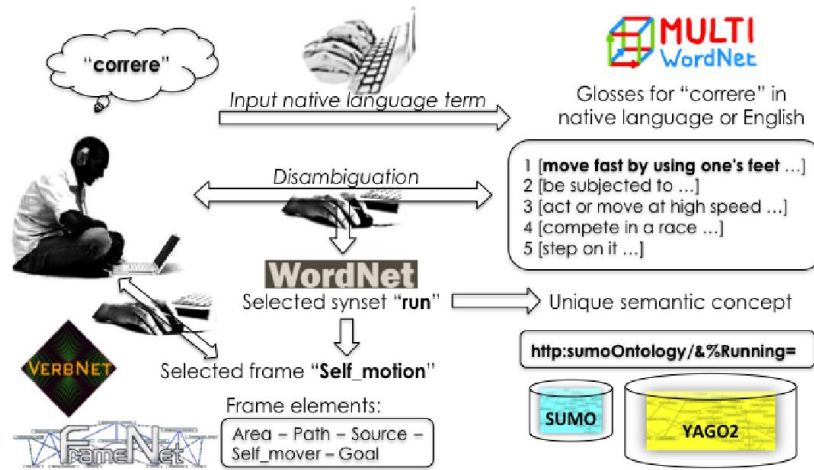 “correre”
MULTI
WordNet
Input native language term
Glosses for “correre” in
native language or English
Disambiguation
1 [move fast by using one's feet ...]
2 [be subjected to ...]
3 [act or move at high speed ...]
4 [compete in a race ...]
5 [step on it ...]
WordNet
Selected synset “run”
Unique semantic concept
VERBNET
Selected frame “Self_motion”
http:sumoOntology/&%Running=
Frame elements:
FrameNet
Area – Path – Source –
Self_mover – Goal
SUMO
YAGO2